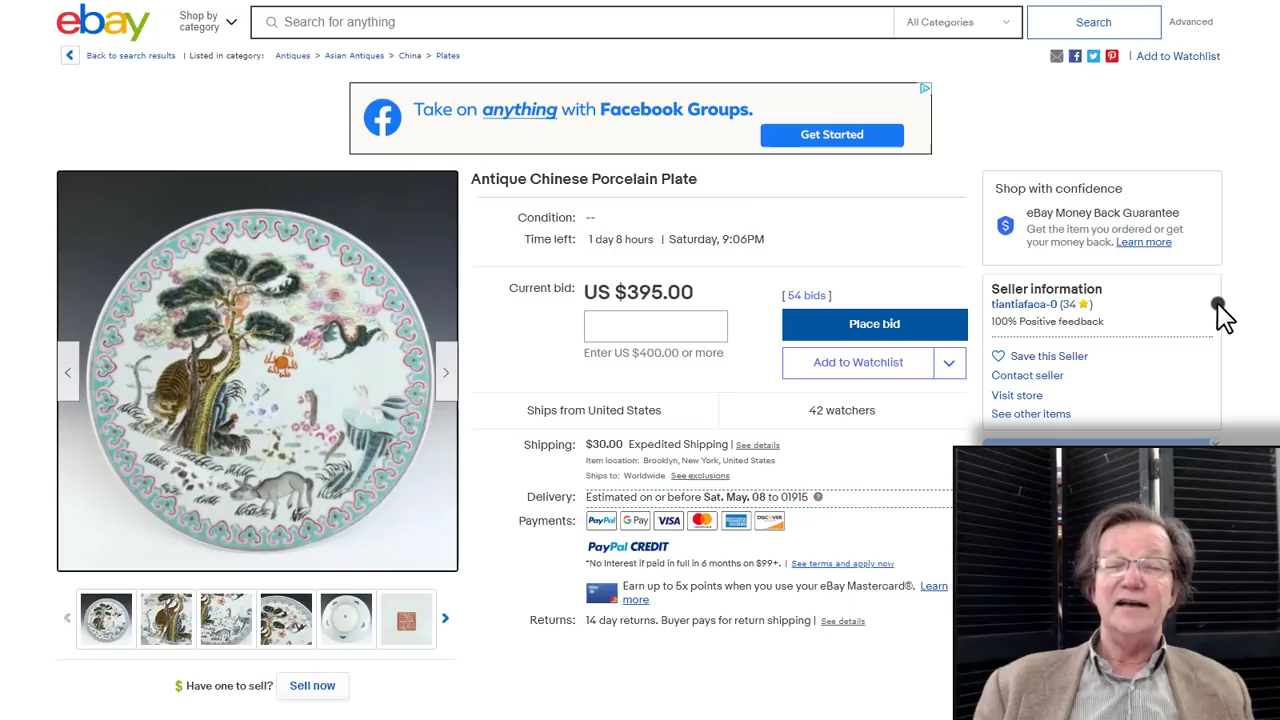 ebay
Shop by
category
Search for anything
All Categories
Search
Advanced
Back to search results | Listed in category: Antiques > Asian Antiques > China > Plates
| Add to Watchlist
Take on anything with Facebook Groups.
Get Started
Antique Chinese Porcelain Plate
Condition: --
Time left: 1 day 8 hours | Saturday, 9:06PM
Current bid: US $395.00 [ 54 bids ]
Place bid
Enter US $400.00 or more
Add to Watchlist
Ships from United States 42 watchers
Shipping: $30.00 Expedited Shipping | See details
Item location: Brooklyn, New York, United States
Ships to: Worldwide See exclusions
Delivery: Estimated on or before Sat. May. 08 to 01915
Payments: PayPal G Pay VISA
DISCOVER
PayPal CREDIT
*No Interest if paid in full in 6 months on $99+. | See terms and apply now
Earn up to 5x points when you use your eBay Mastercard®. Learn
more
Returns: 14 day returns. Buyer pays for return shipping | See details
Shop with confidence
eBay Money Back Guarantee
Get the item you ordered or get
your money back. Learn more
Seller information
tiantiafaca-0 (34 )
100% Positive feedback
Save this Seller
Contact seller
Visit store
See other items
Have one to sell? Sell now